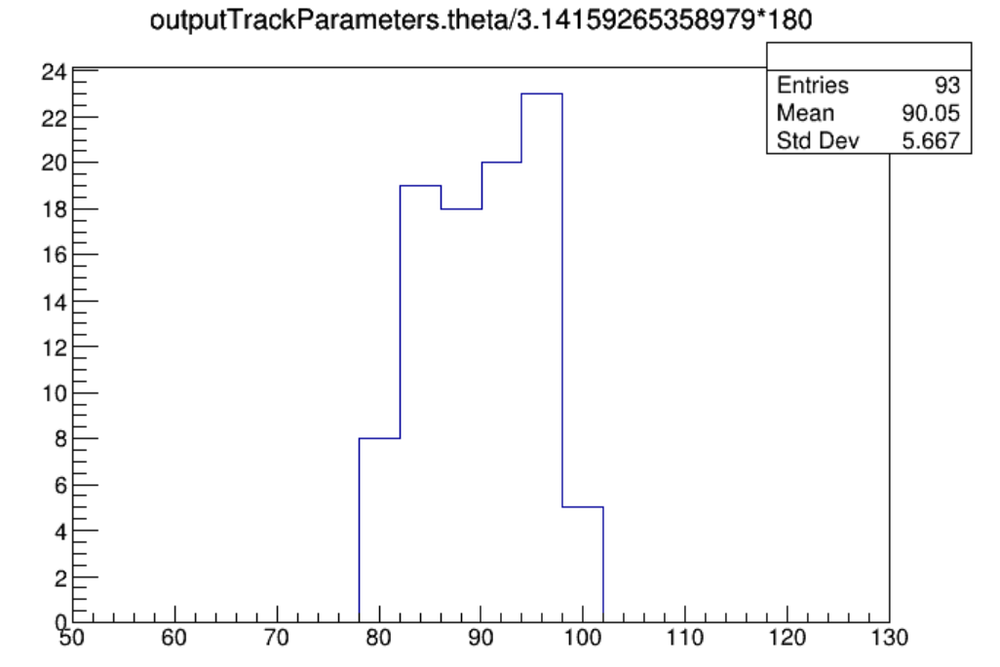 outputTrackParameters.theta/3.14159265358979*180
Entries 93
Mean 90.05
Std Dev 5.667
24
22
20
18
16
14
12
10
8
6
4
2
0
50 60 70 80 90 100 110 120 130